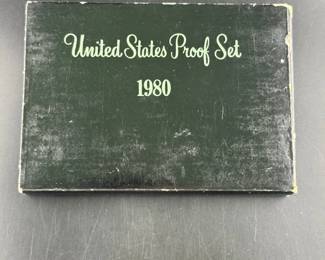 United States Proof Set
1980